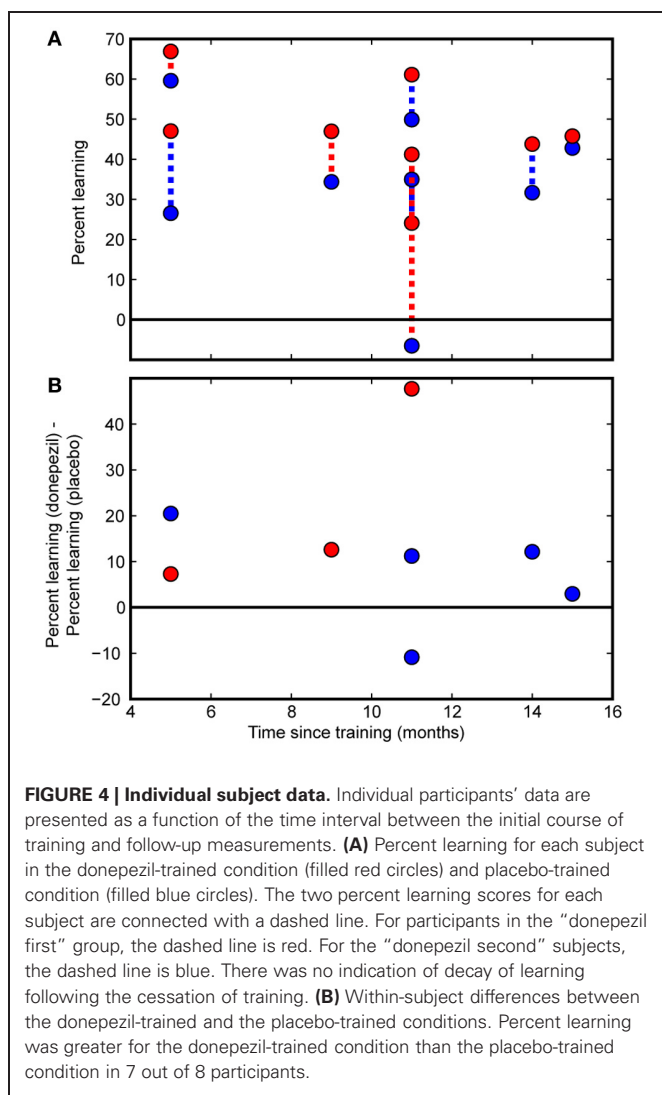 A
70
60
50
40
30
20
10
0
Percent learning
B
40
30
20
10
0
−10
−20
Percent learning (donepezil) -
Percent learning (placebo)
4 6 8 10 12 14 16
Time since training (months)
FIGURE 4 | Individual subject data. Individual participants’ data are
presented as a function of the time interval between the initial course of
training and follow-up measurements. (A) Percent learning for each subject
in the donepezil-trained condition (filled red circles) and placebo-trained
condition (filled blue circles). The two percent learning scores for each
subject are connected with a dashed line. For participants in the “donepezil
first” group, the dashed line is red. For the “donepezil second” subjects,
the dashed line is blue. There was no indication of decay of learning
following the cessation of training. (B) Within-subject differences between
the donepezil-trained and the placebo-trained conditions. Percent learning
was greater for the donepezil-trained condition than the placebo-trained
condition in 7 out of 8 participants.